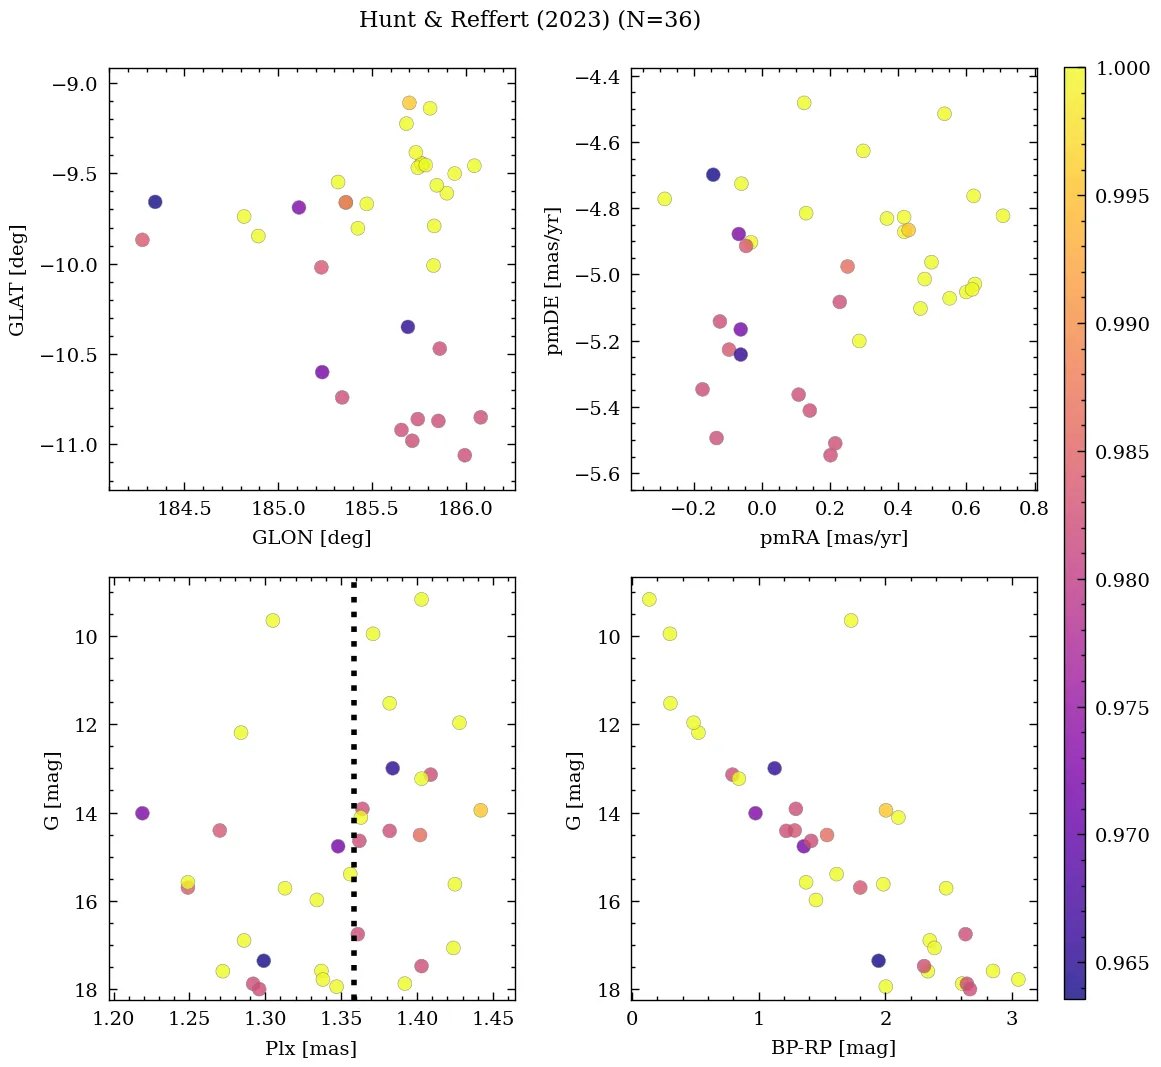 Hunt & Reffert (2023) (N=36)
−9.0
−9.5
−10.0
−10.5
−11.0
GLAT [deg]
184.5 185.0 185.5 186.0
GLON [deg]
−4.4
−4.6
−4.8
−5.0
−5.2
−5.4
−5.6
pmDE [mas/yr]
−0.2 0.0 0.2 0.4 0.6 0.8
pmRA [mas/yr]
10
12
14
16
18
G [mag]
1.20 1.25 1.30 1.35 1.40 1.45
Plx [mas]
10
12
14
16
18
G [mag]
0 1 2 3
BP-RP [mag]
1.000
0.995
0.990
0.985
0.980
0.975
0.970
0.965